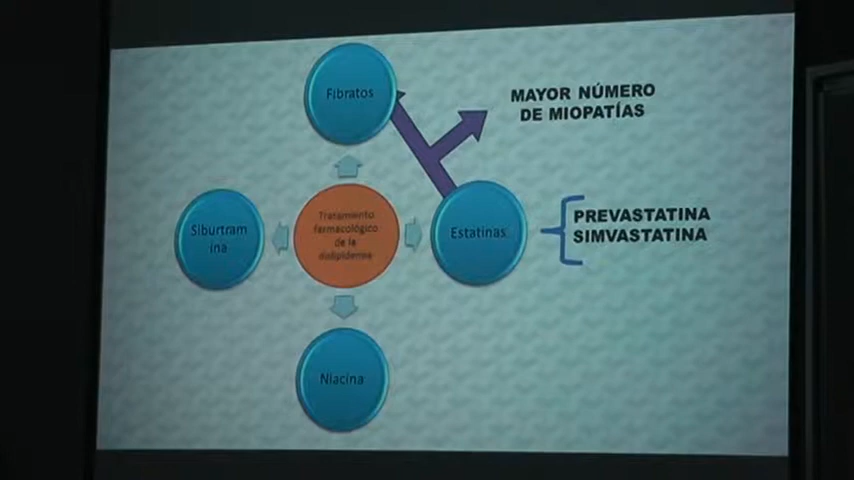 Fibratos
MAYOR NÚMERO
DE MIOPATÍAS
Siburtram
ina
Tratamiento
farmacológico
de la
dislipidemia
Estatinas
PREVASTATINA
SIMVASTATINA
Niacina